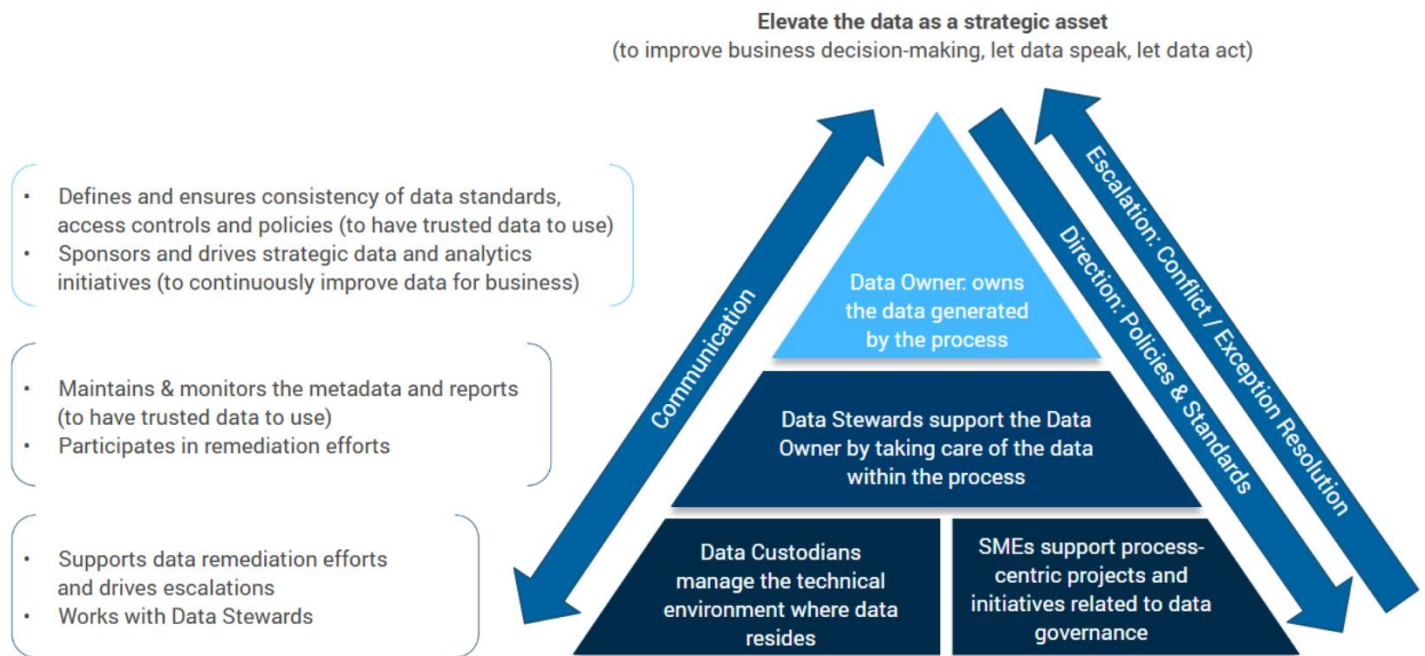 Elevate the data as a strategic asset
(to improve business decision-making, let data speak, let data act)
• Defines and ensures consistency of data standards,
access controls and policies (to have trusted data to use)
• Sponsors and drives strategic data and analytics
initiatives (to continuously improve data for business)
• Maintains & monitors the metadata and reports
(to have trusted data to use)
• Participates in remediation efforts
• Supports data remediation efforts
and drives escalations
• Works with Data Stewards
Communication
Data Owner: owns
the data generated
by the process
Data Stewards support the Data
Owner by taking care of the data
within the process
Data Custodians
manage the technical
environment where data
resides
SMEs support process-
centric projects and
initiatives related to data
governance
Direction: Policies & Standards
Escalation: Conflict / Exception Resolution